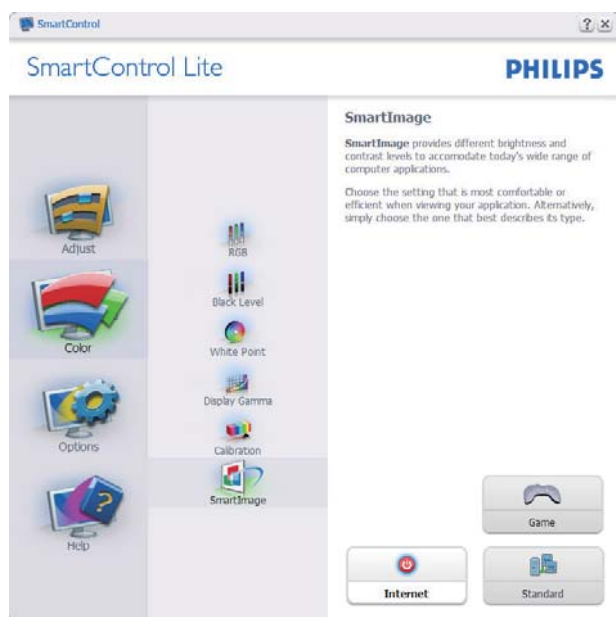 SmartControl
? ×
SmartControl Lite
PHILIPS
Adjust
Color
Options
Help
RGB
Black Level
White Point
Display Gamma
Calibration
SmartImage
SmartImage
SmartImage provides different brightness and
contrast levels to accomodate today's wide range of
computer applications.
Choose the setting that is most comfortable or
efficient when viewing your application. Alternatively,
simply choose the one that best describes its type.
Game
Internet
Standard